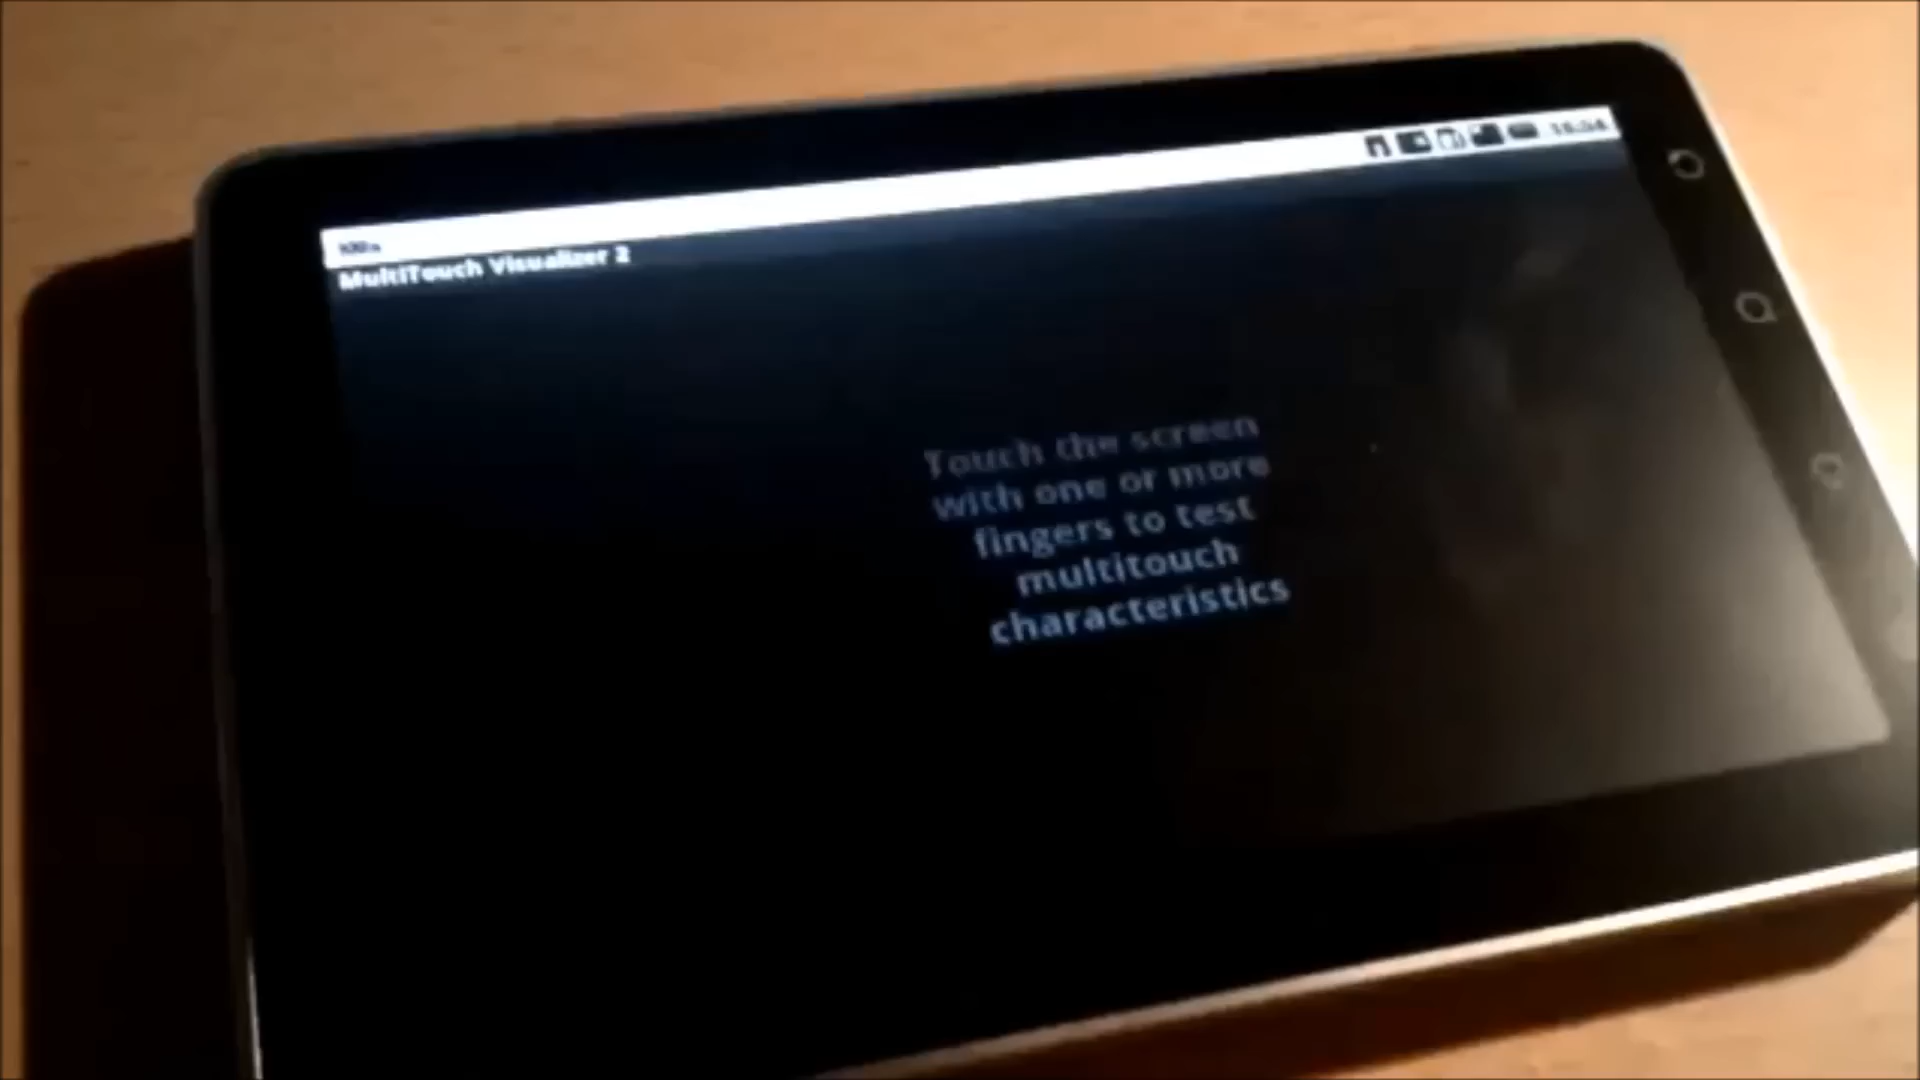 MultiTouch Visualizer 2
Touch the screen
with one or more
fingers to test
multitouch
characteristics